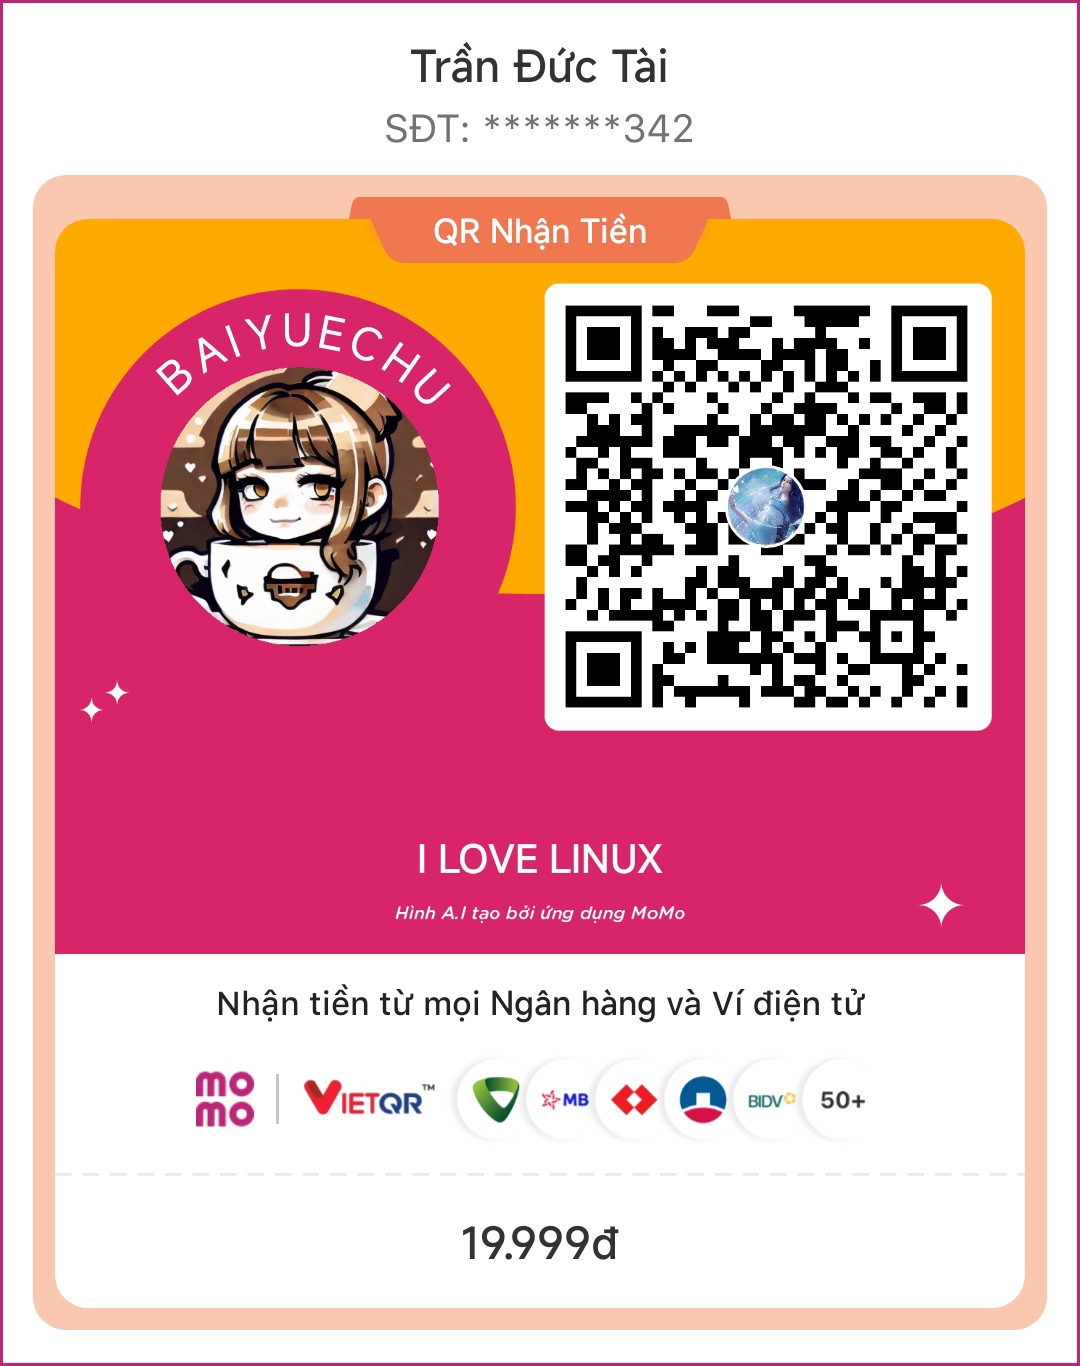 Trần Đức Tài
SĐT: *******342
QR Nhận Tiền
BAIYUECHU
I LOVE LINUX
Hình A.I tạo bởi ứng dụng MoMo
Nhận tiền từ mọi Ngân hàng và Ví điện tử
mo mo VIETQR™ MB BIDV 50+
19.999đ